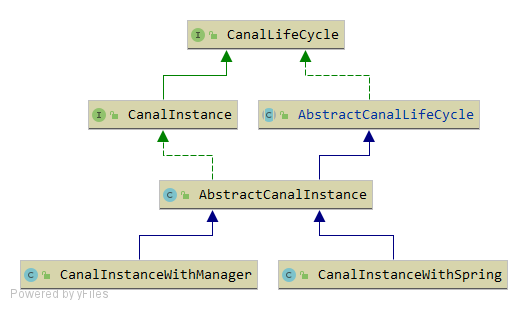 I CanalLifeCycle
I CanalInstance
C AbstractCanalLifeCycle
C AbstractCanalInstance
C CanalInstanceWithManager
C CanalInstanceWithSpring
Powered by yFiles